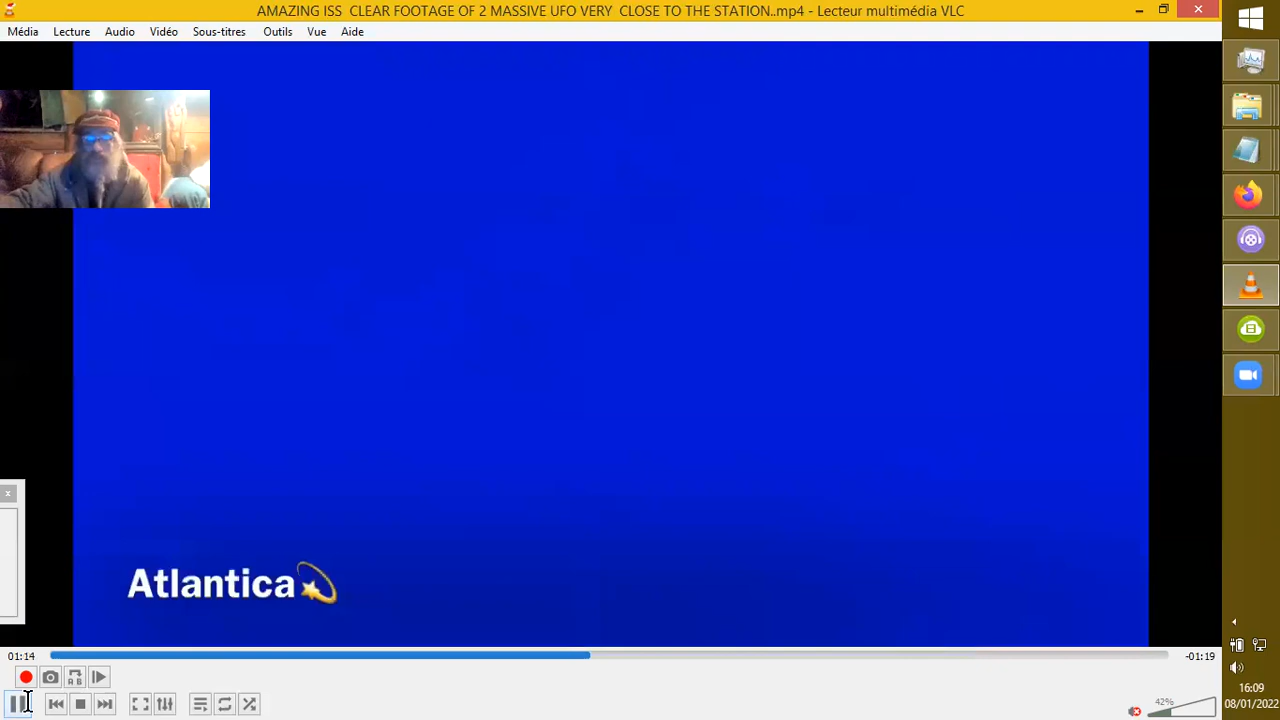 AMAZING ISS CLEAR FOOTAGE OF 2 MASSIVE UFO VERY CLOSE TO THE STATION..mp4 - Lecteur multimédia VLC
Média Lecture Audio Vidéo Sous-titres Outils Vue Aide
Atlantica
01:14 -01:19
A B
42%
16:09
08/01/2022